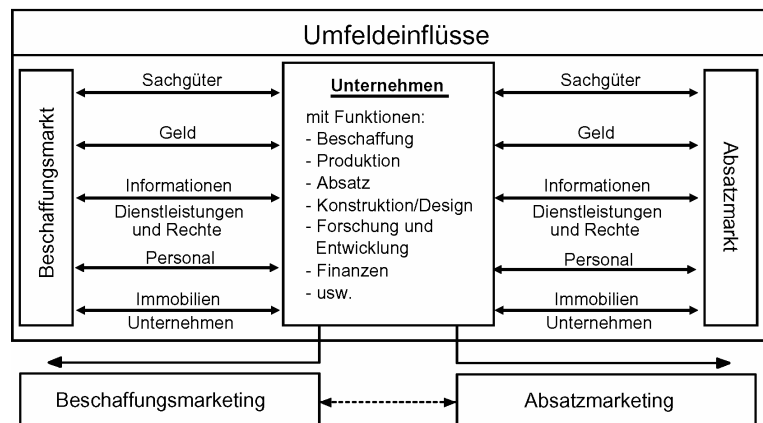 Umfeldeinflüsse
Beschaffungsmarkt
Sachgüter
Geld
Informationen
Dienstleistungen
und Rechte
Personal
Immobilien
Unternehmen
Unternehmen
mit Funktionen:
- Beschaffung
- Produktion
- Absatz
- Konstruktion/Design
- Forschung und
Entwicklung
- Finanzen
- usw.
Sachgüter
Geld
Informationen
Dienstleistungen
und Rechte
Personal
Immobilien
Unternehmen
Absatzmarkt
Beschaffungsmarketing
Absatzmarketing